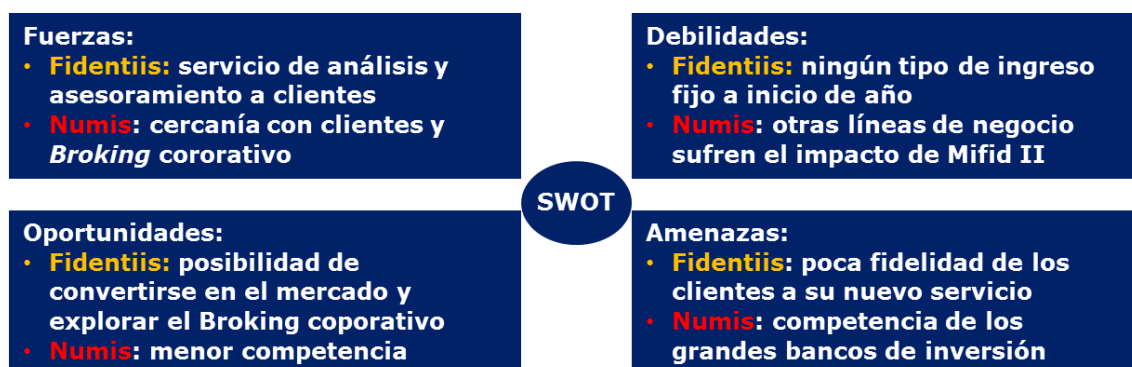 Fuerzas:
• Fidentiis: servicio de análisis y
asesoramiento a clientes
• Numis: cercanía con clientes y
Broking cororativo
Debilidades:
• Fidentiis: ningún tipo de ingreso
fijo a inicio de año
• Numis: otras líneas de negocio
sufren el impacto de Mifid II
SWOT
Oportunidades:
• Fidentiis: posibilidad de
convertirse en el mercado y
explorar el Broking coporativo
• Numis: menor competencia
Amenazas:
• Fidentiis: poca fidelidad de los
clientes a su nuevo servicio
• Numis: competencia de los
grandes bancos de inversión